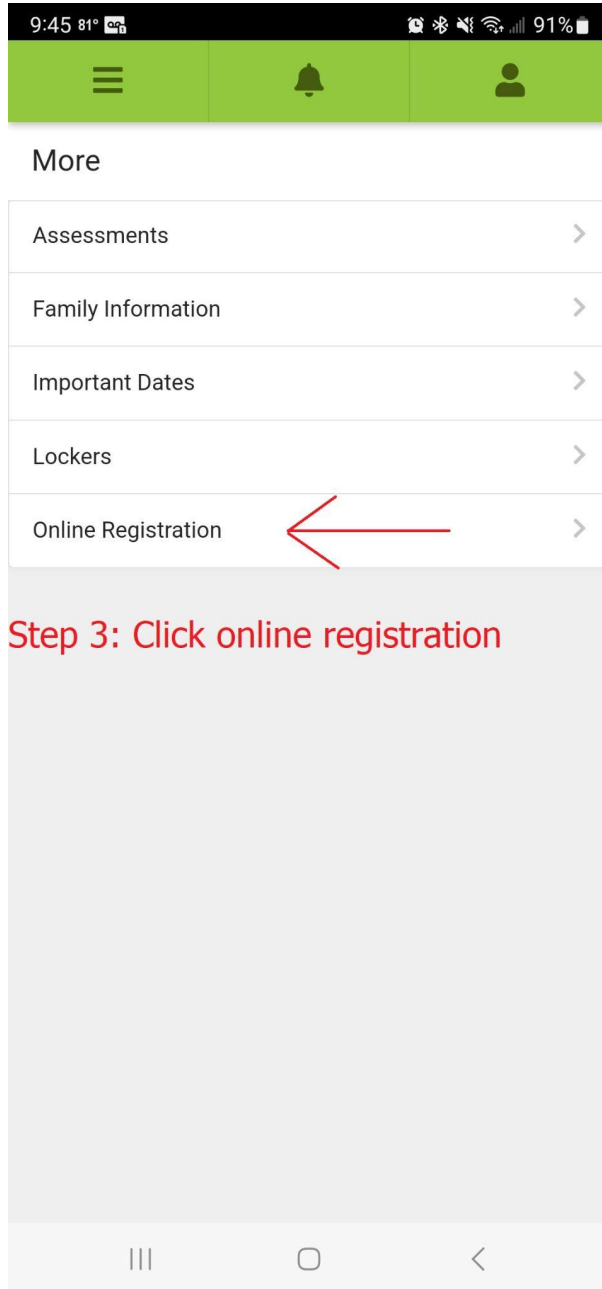 9:45 81° 91%
More
Assessments
Family Information
Important Dates
Lockers
Online Registration
Step 3: Click online registration